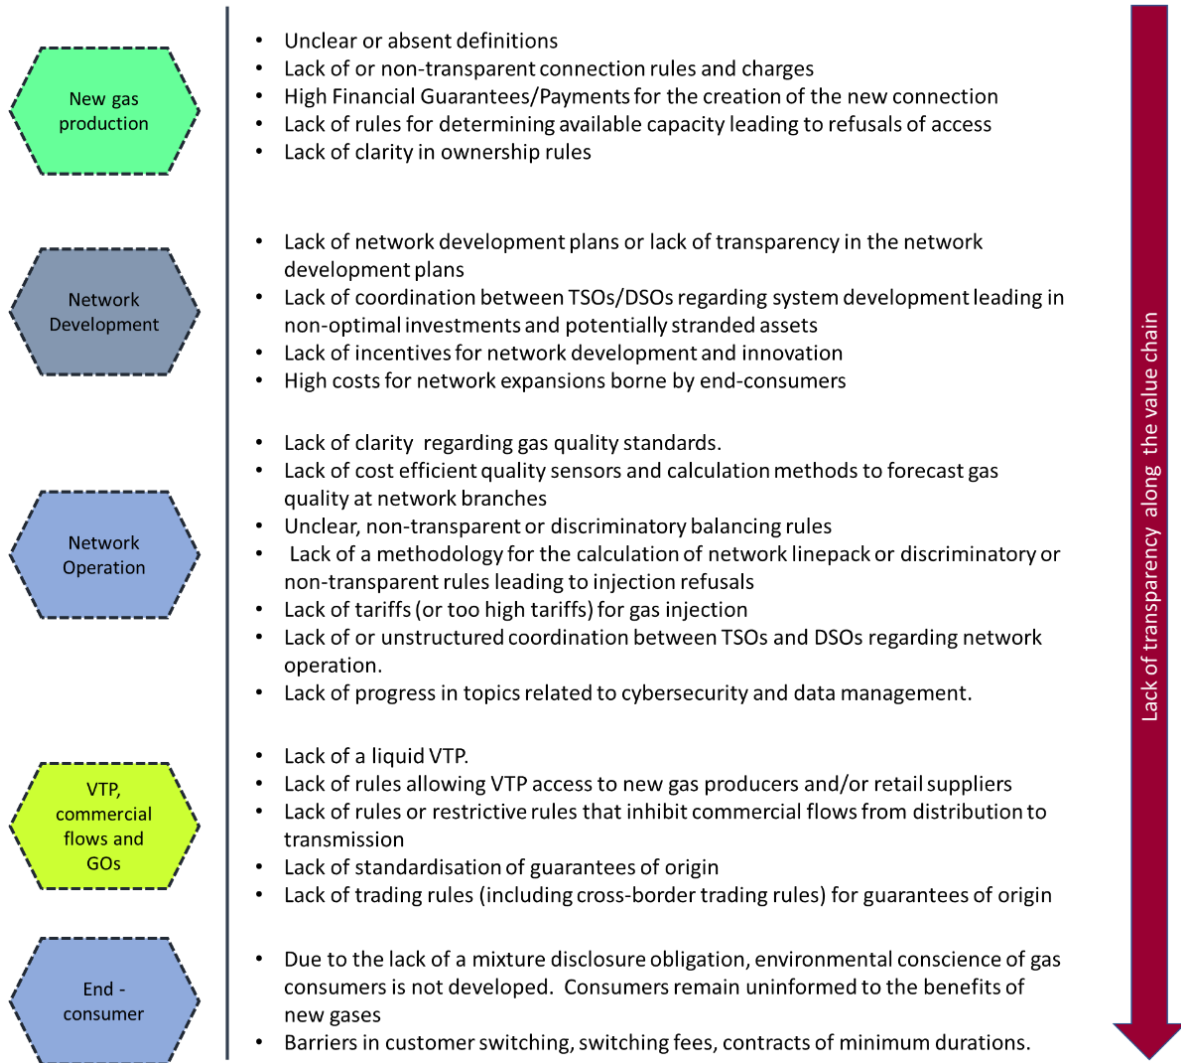 New gas
production
• Unclear or absent definitions
• Lack of or non-transparent connection rules and charges
• High Financial Guarantees/Payments for the creation of the new connection
• Lack of rules for determining available capacity leading to refusals of access
• Lack of clarity in ownership rules
Network
Development
• Lack of network development plans or lack of transparency in the network
development plans
• Lack of coordination between TSOs/DSOs regarding system development leading in
non-optimal investments and potentially stranded assets
• Lack of incentives for network development and innovation
• High costs for network expansions borne by end-consumers
Network
Operation
• Lack of clarity regarding gas quality standards.
• Lack of cost efficient quality sensors and calculation methods to forecast gas
quality at network branches
• Unclear, non-transparent or discriminatory balancing rules
• Lack of a methodology for the calculation of network linepack or discriminatory or
non-transparent rules leading to injection refusals
• Lack of tariffs (or too high tariffs) for gas injection
• Lack of or unstructured coordination between TSOs and DSOs regarding network
operation.
• Lack of progress in topics related to cybersecurity and data management.
VTP,
commercial
flows and
GOs
• Lack of a liquid VTP.
• Lack of rules allowing VTP access to new gas producers and/or retail suppliers
• Lack of rules or restrictive rules that inhibit commercial flows from distribution to
transmission
• Lack of standardisation of guarantees of origin
• Lack of trading rules (including cross-border trading rules) for guarantees of origin
End -
consumer
• Due to the lack of a mixture disclosure obligation, environmental conscience of gas
consumers is not developed. Consumers remain uninformed to the benefits of
new gases
• Barriers in customer switching, switching fees, contracts of minimum durations.
Lack of transparency along the value chain